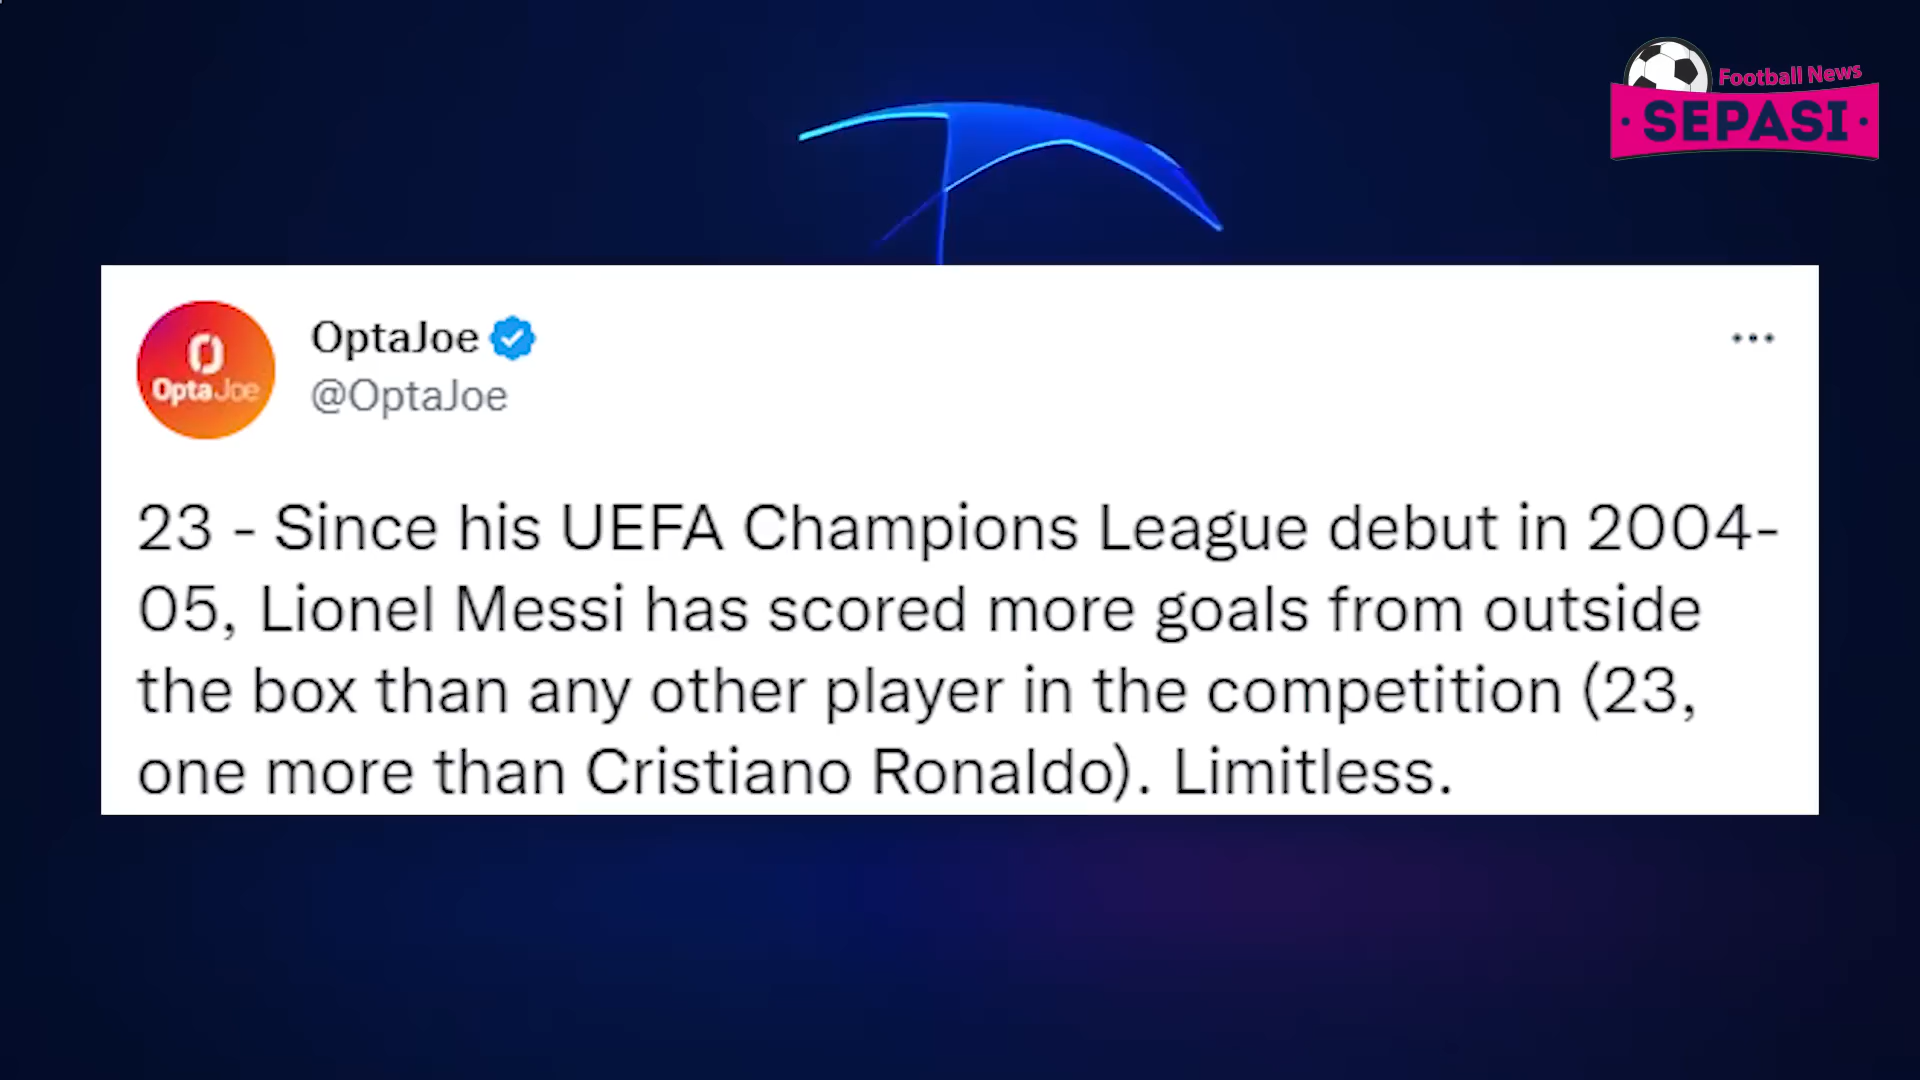 Football News
SEPASI
OptaJoe
@OptaJoe
Opta Joe
23 - Since his UEFA Champions League debut in 2004-
05, Lionel Messi has scored more goals from outside
the box than any other player in the competition (23,
one more than Cristiano Ronaldo). Limitless.